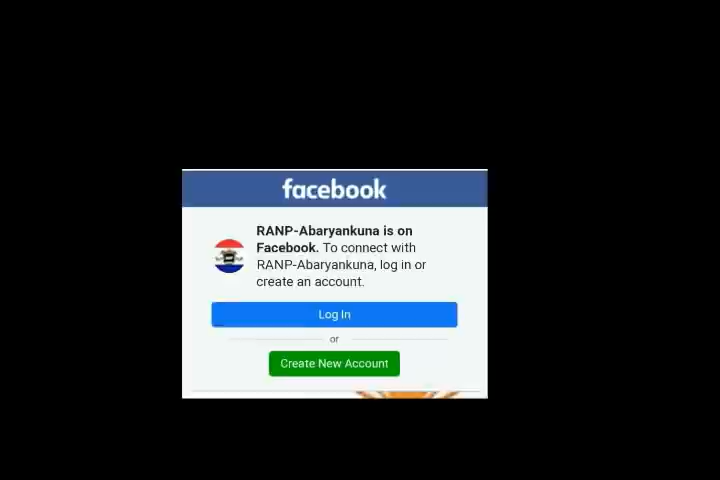 facebook
RANP-Abaryankuna is on
Facebook. To connect with
RANP-Abaryankuna, log in or
create an account.
Log In
or
Create New Account